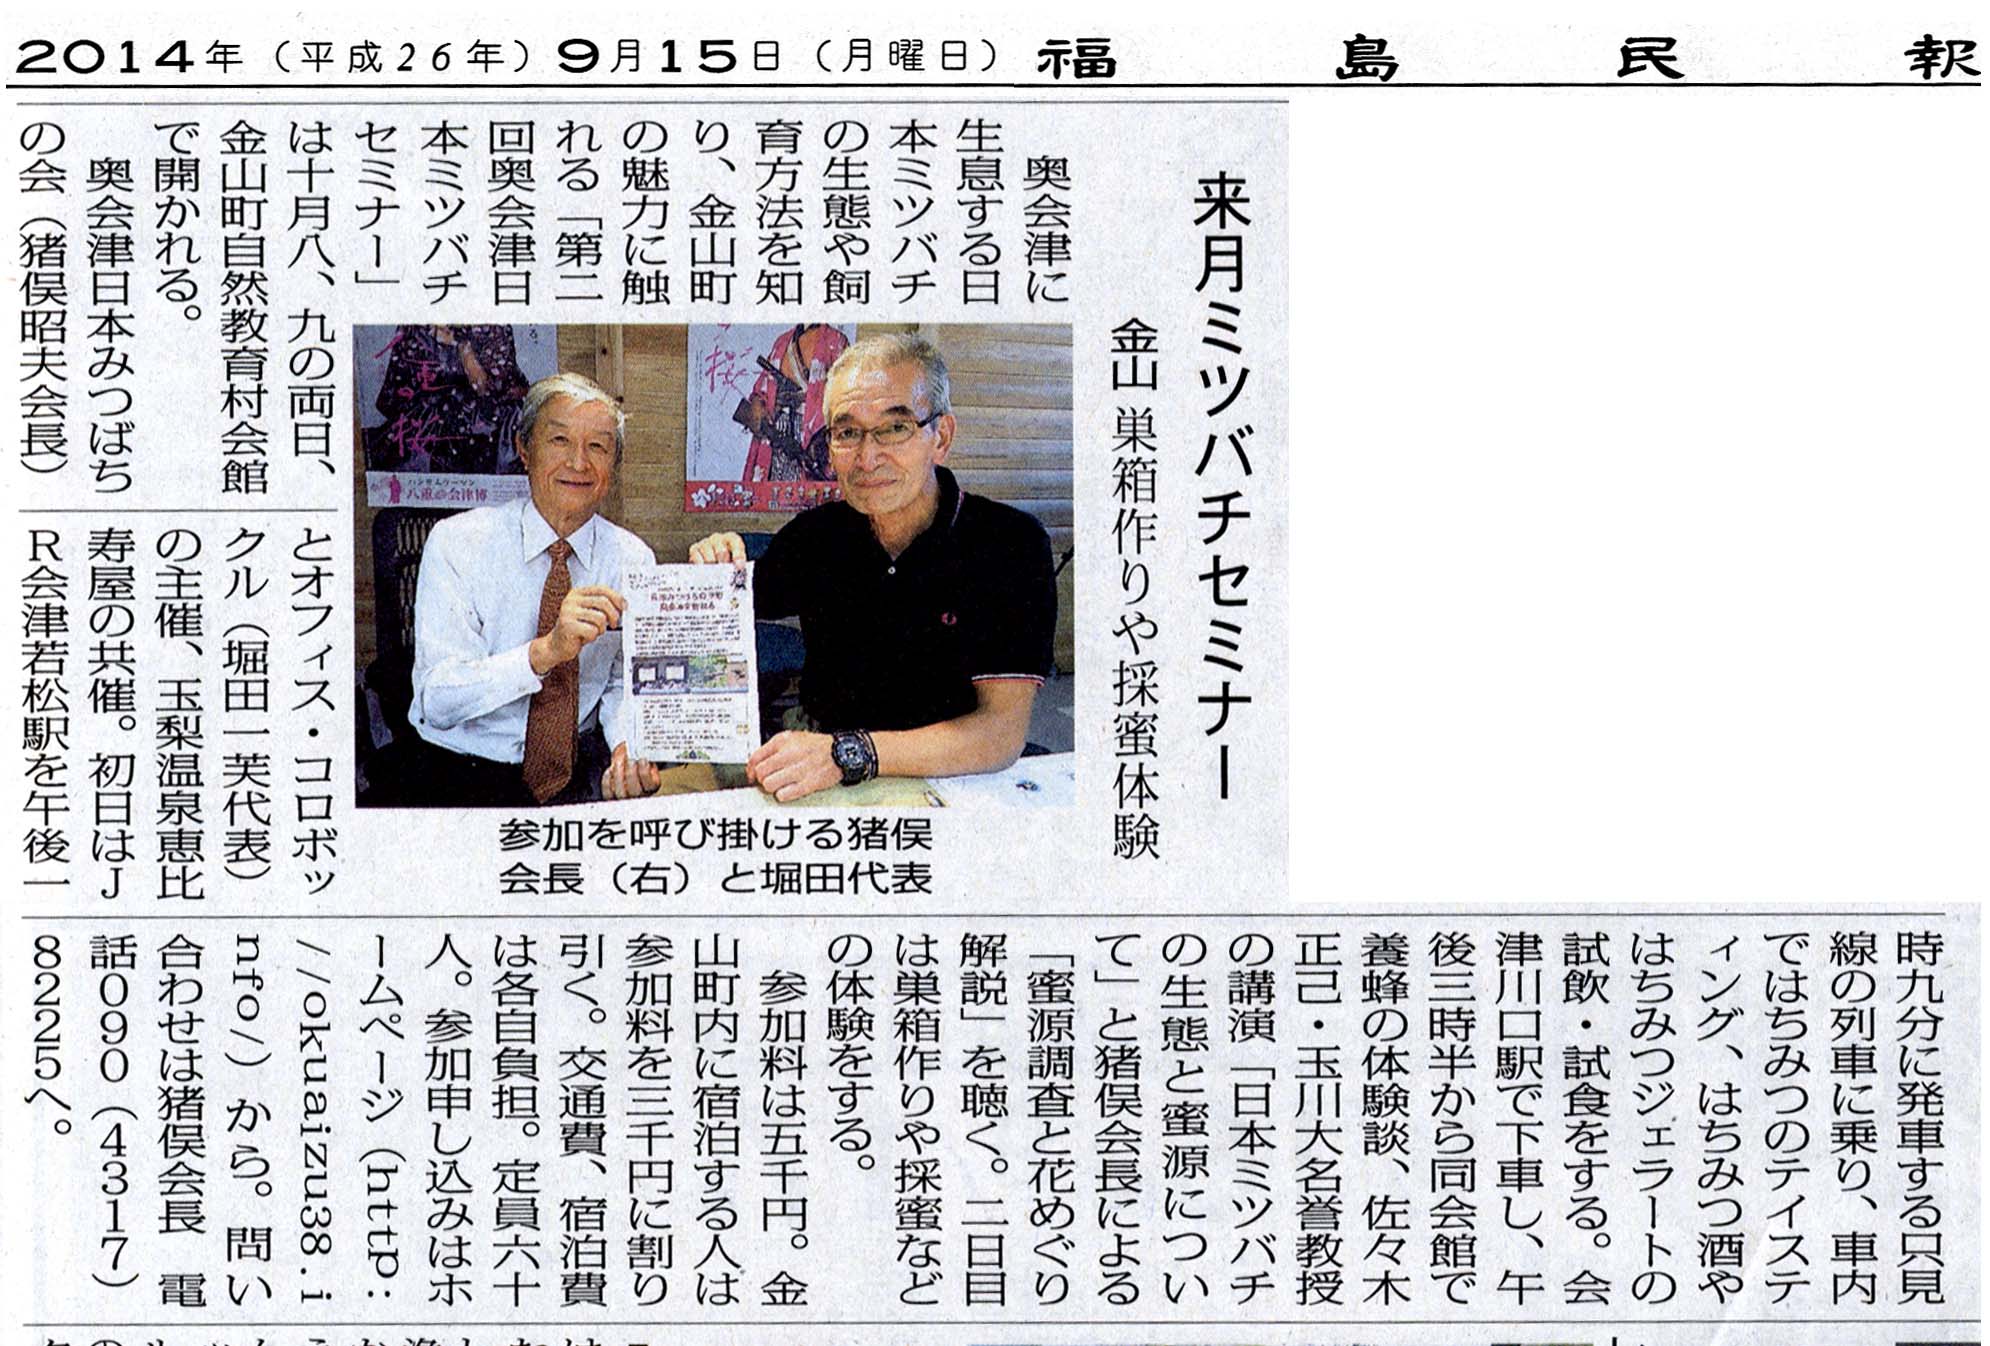 2014年（平成26年）9月15日（月曜日） 福島民報
来月ミツバチセミナー
金山 巣箱作りや採蜜体験
　奥会津に
生息する日
本ミツバチ
の生態や飼
育方法を知
り、金山町
の魅力に触
れる「第二
回奥会津日
本ミツバチ
セミナー」
は十月八、九の両日、
金山町自然教育村会館
で開かれる。
　奥会津日本みつばち
の会（猪俣昭夫会長）
とオフィス・コロボッ
クル（堀田一芙代表）
の主催、玉梨温泉恵比
寿屋の共催。初日はＪ
Ｒ会津若松駅を午後一
時九分に発車する只見
線の列車に乗り、車内
ではちみつのテイステ
ィング、はちみつ酒や
はちみつジェラートの
試飲・試食をする。会
津川口駅で下車し、午
後三時半から同会館で
養蜂の体験談、佐々木
正己・玉川大名誉教授
の講演「日本ミツバチ
の生態と蜜源につい
て」と猪俣会長による
「蜜源調査と花めぐり
解説」を聴く。二日目
は巣箱作りや採蜜など
の体験をする。
　参加料は五千円。金
山町内に宿泊する人は
参加料を三千円に割り
引く。交通費、宿泊費
は各自負担。定員六十
人。参加申し込みはホ
ームページ（http:
//okuaizu38.i
nfo/）から。問い
合わせは猪俣会長　電
話090（4317）
8225へ。
参加を呼び掛ける猪俣
会長（右）と堀田代表
ハンサムウーマン
八重と会津博
八重の桜
桜